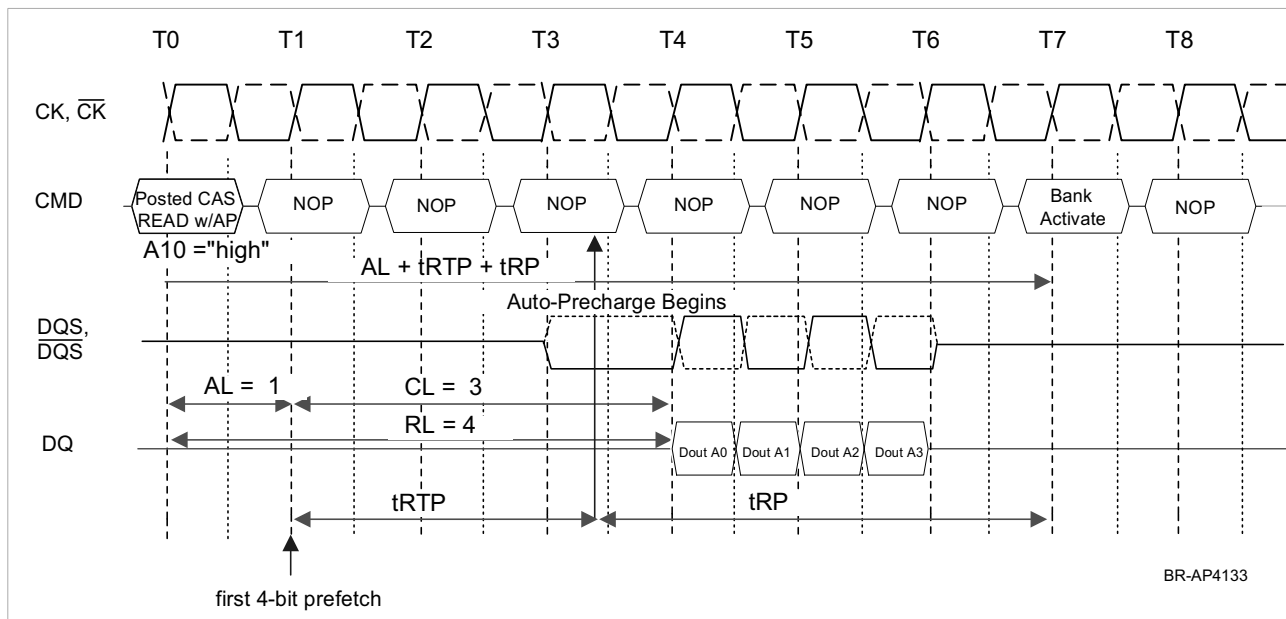 T0 T1 T2 T3 T4 T5 T6 T7 T8
CK, C̅K̅
CMD
Posted CAS
READ w/AP
NOP
NOP
NOP
NOP
NOP
NOP
Bank
Activate
NOP
A10 ="high"
AL + tRTP + tRP
Auto-Precharge Begins
DQS,
D̅Q̅S̅
AL = 1
CL = 3
RL = 4
DQ
Dout A0
Dout A1
Dout A2
Dout A3
tRTP
tRP
first 4-bit prefetch
BR-AP4133